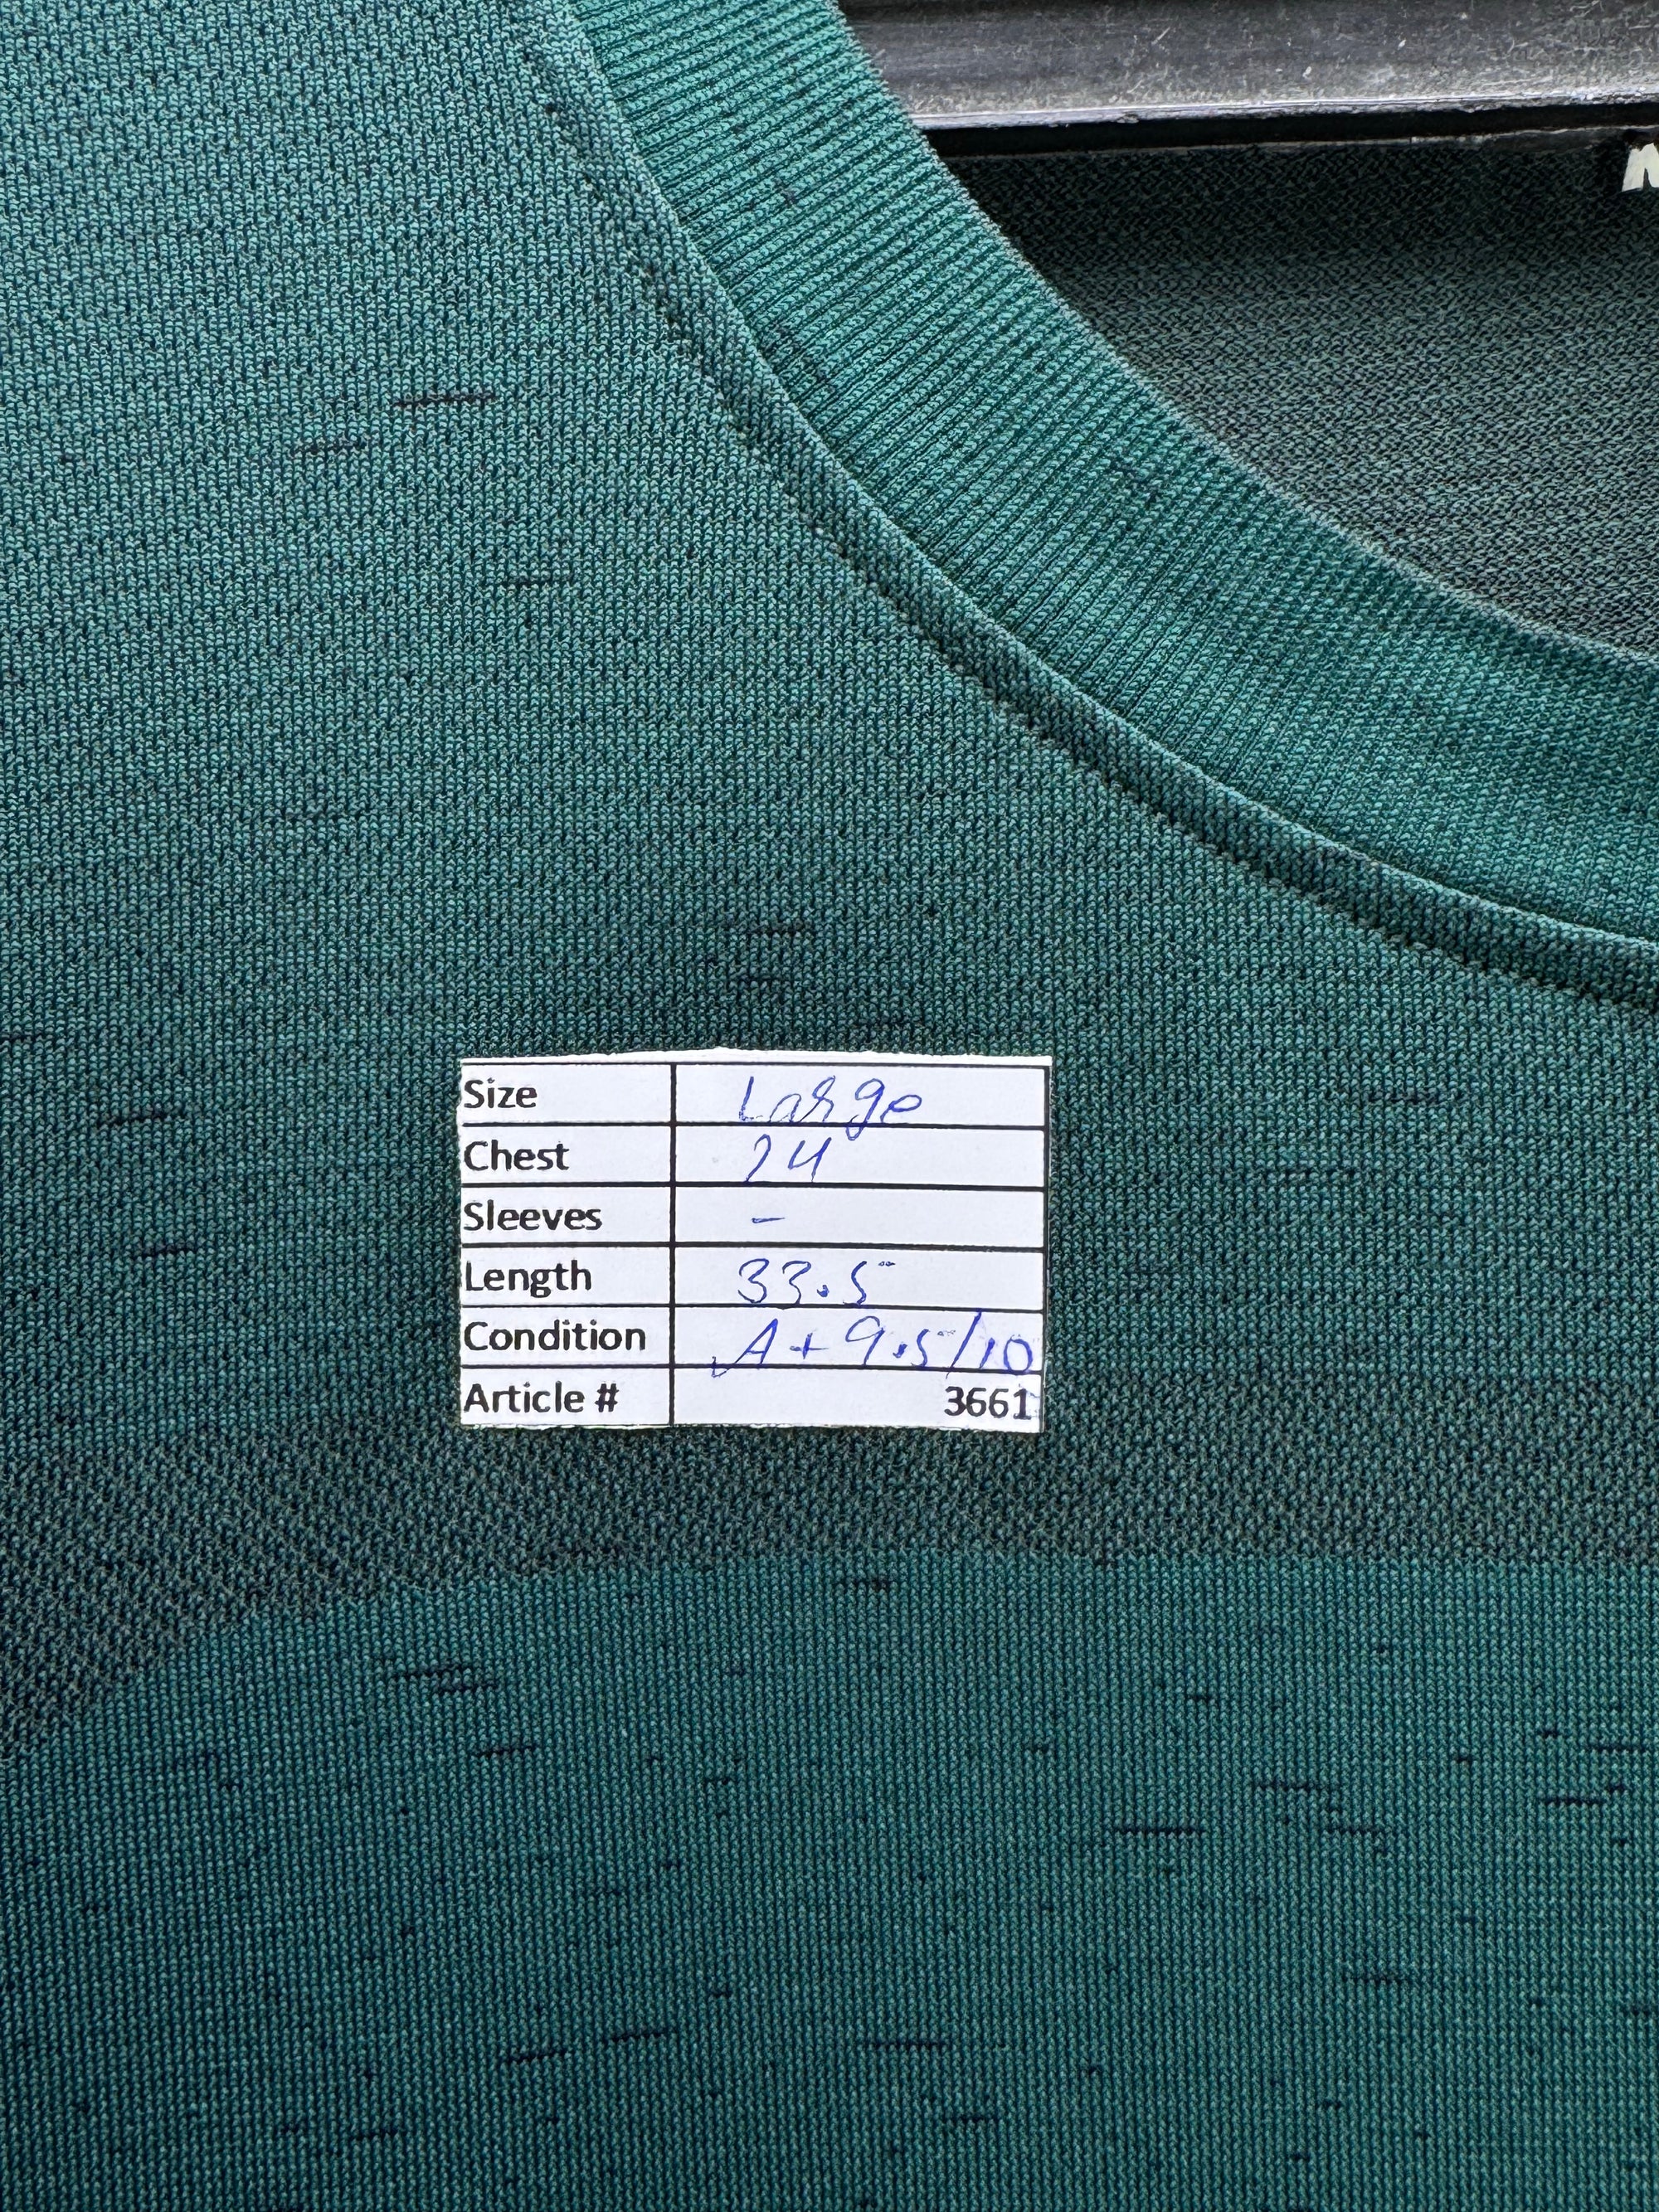 Size Large
Chest 24
Sleeves -
Length 33.5
Condition A+ 9.5/10
Article # 3661